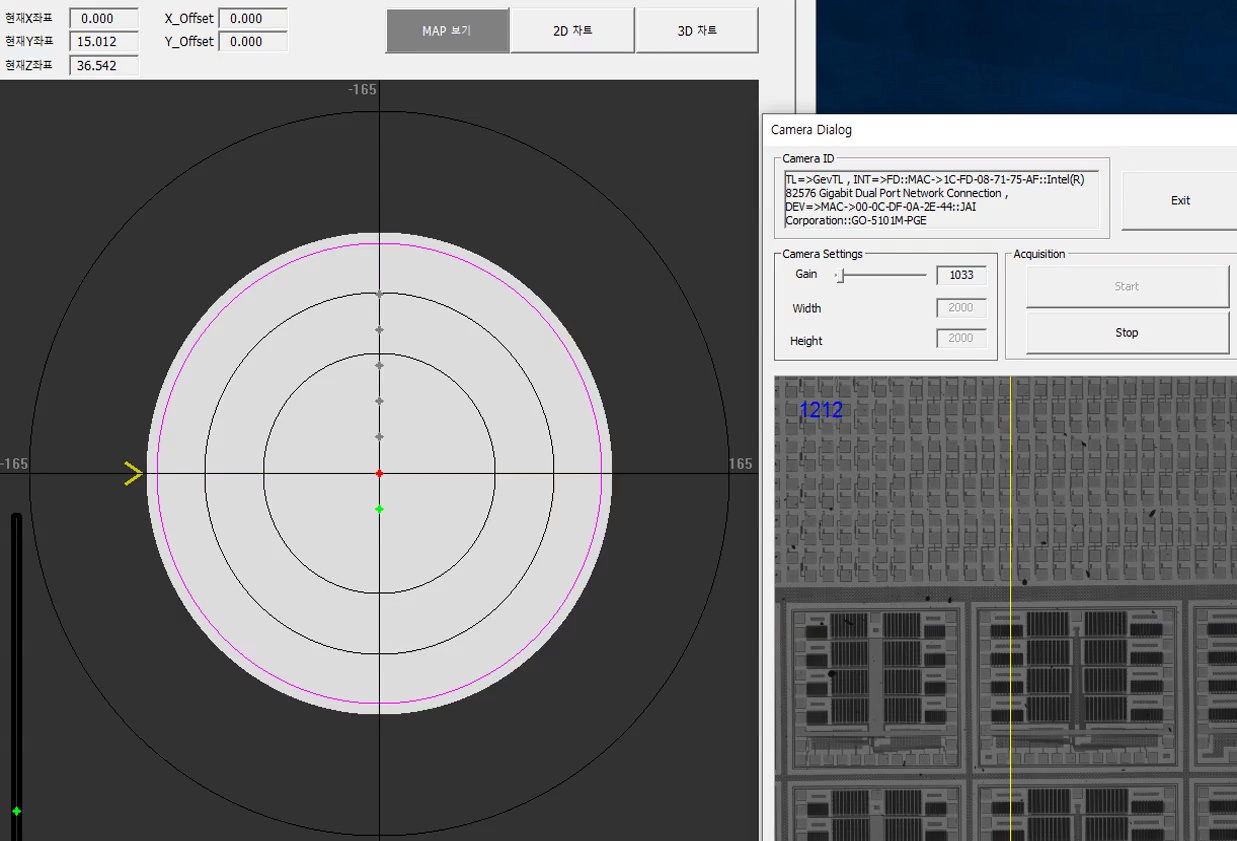 현재X좌표 0.000 X_Offset 0.000
현재Y좌표 15.012 Y_Offset 0.000
현재Z좌표 36.542
MAP 보기 2D 차트 3D 차트
-165
-165
165
Camera Dialog
Camera ID
TL=>GevTL , INT=>FD::MAC->1C-FD-08-71-75-AF::Intel(R)
82576 Gigabit Dual Port Network Connection ,
DEV=>MAC->00-0C-DF-0A-2E-44::JAI
Corporation::GO-5101M-PGE
Exit
Camera Settings
Gain 1033
Width 2000
Height 2000
Acquisition
Start
Stop
1212